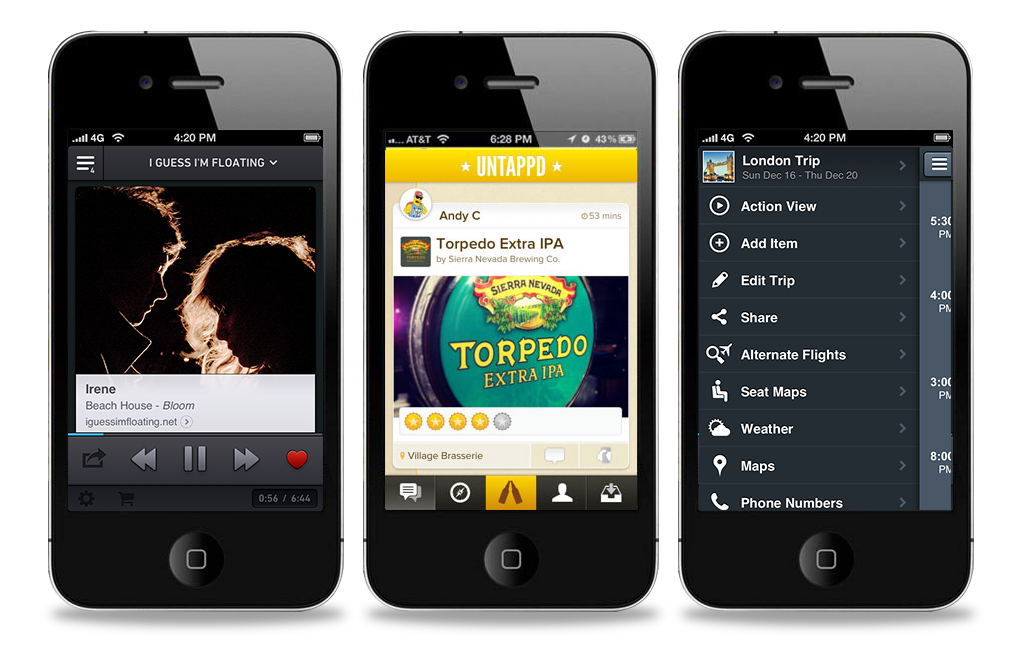 4G
4:20 PM
4
I GUESS I'M FLOATING
Irene
Beach House - Bloom
iguessimfloating.net
0:56 / 6:44
AT&T
6:28 PM
43%
UNTAPPD
Andy C
53 mins
Torpedo Extra IPA
by Sierra Nevada Brewing Co.
SIERRA NEVADA
TORPEDO
EXTRA IPA
Village Brasserie
4G
4:20 PM
London Trip
Sun Dec 16 - Thu Dec 20
Action View
Add Item
Edit Trip
Share
Alternate Flights
Seat Maps
Weather
Maps
Phone Numbers
5:30
PM
4:00
PM
3:00
PM
8:00
PM